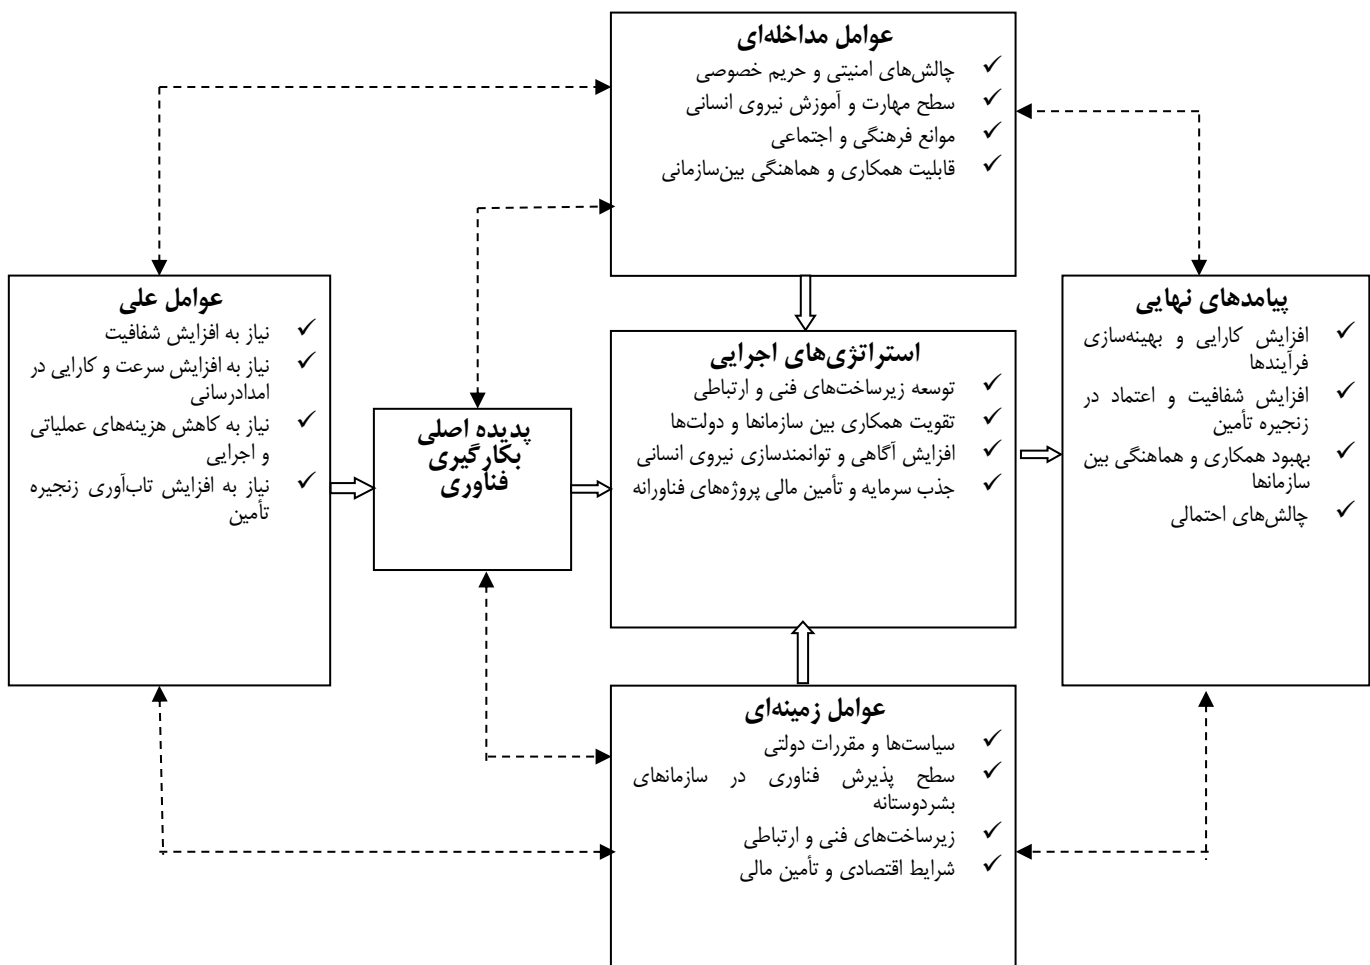 عوامل مداخله‌ای
چالش‌های امنیتی و حریم خصوصی
سطح مهارت و آموزش نیروی انسانی
موانع فرهنگی و اجتماعی
قابلیت همکاری و هماهنگی بین‌سازمانی
پیامدهای نهایی
افزایش کارایی و بهینه‌سازی
فرآیندها
افزایش شفافیت و اعتماد در
زنجیره تأمین
بهبود همکاری و هماهنگی بین
سازمانها
چالش‌های احتمالی
استراتژی‌های اجرایی
توسعه زیرساخت‌های فنی و ارتباطی
تقویت همکاری بین سازمانها و دولت‌ها
افزایش آگاهی و توانمندسازی نیروی انسانی
جذب سرمایه و تأمین مالی پروژه‌های فناورانه
پدیده اصلی
بکارگیری
فناوری
عوامل علی
نیاز به افزایش شفافیت
نیاز به افزایش سرعت و کارایی در
امدادرسانی
نیاز به کاهش هزینه‌های عملیاتی
و اجرایی
نیاز به افزایش تاب‌آوری زنجیره
تأمین
عوامل زمینه‌ای
سیاست‌ها و مقررات دولتی
سطح پذیرش فناوری در سازمانهای
بشردوستانه
زیرساخت‌های فنی و ارتباطی
شرایط اقتصادی و تأمین مالی